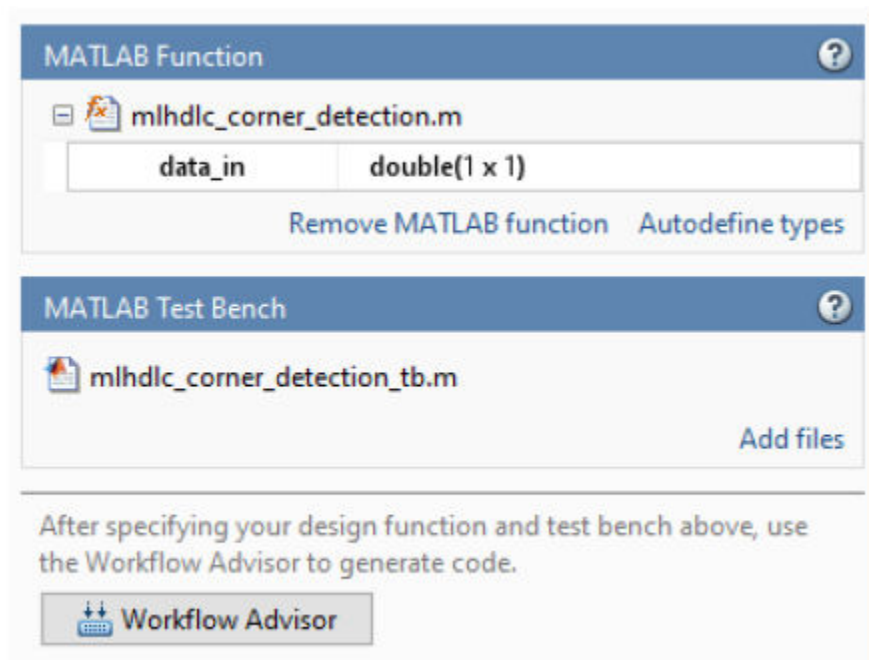 MATLAB Function
mlhdlc_corner_detection.m
data_in double(1 x 1)
Remove MATLAB function Autodefine types
MATLAB Test Bench
mlhdlc_corner_detection_tb.m
Add files
After specifying your design function and test bench above, use
the Workflow Advisor to generate code.
Workflow Advisor